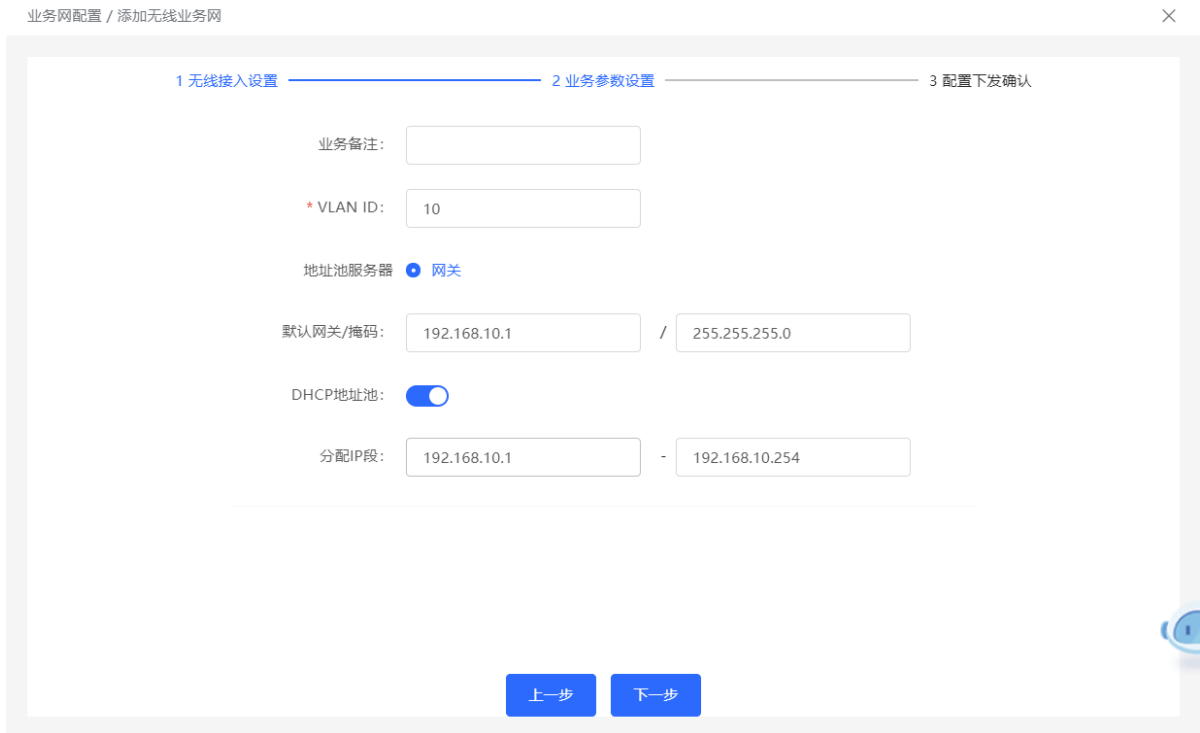 业务网配置 / 添加无线业务网
1 无线接入设置 2 业务参数设置 3 配置下发确认
业务备注：
* VLAN ID： 10
地址池服务器 网关
默认网关/掩码： 192.168.10.1 / 255.255.255.0
DHCP地址池：
分配IP段： 192.168.10.1 - 192.168.10.254
上一步 下一步